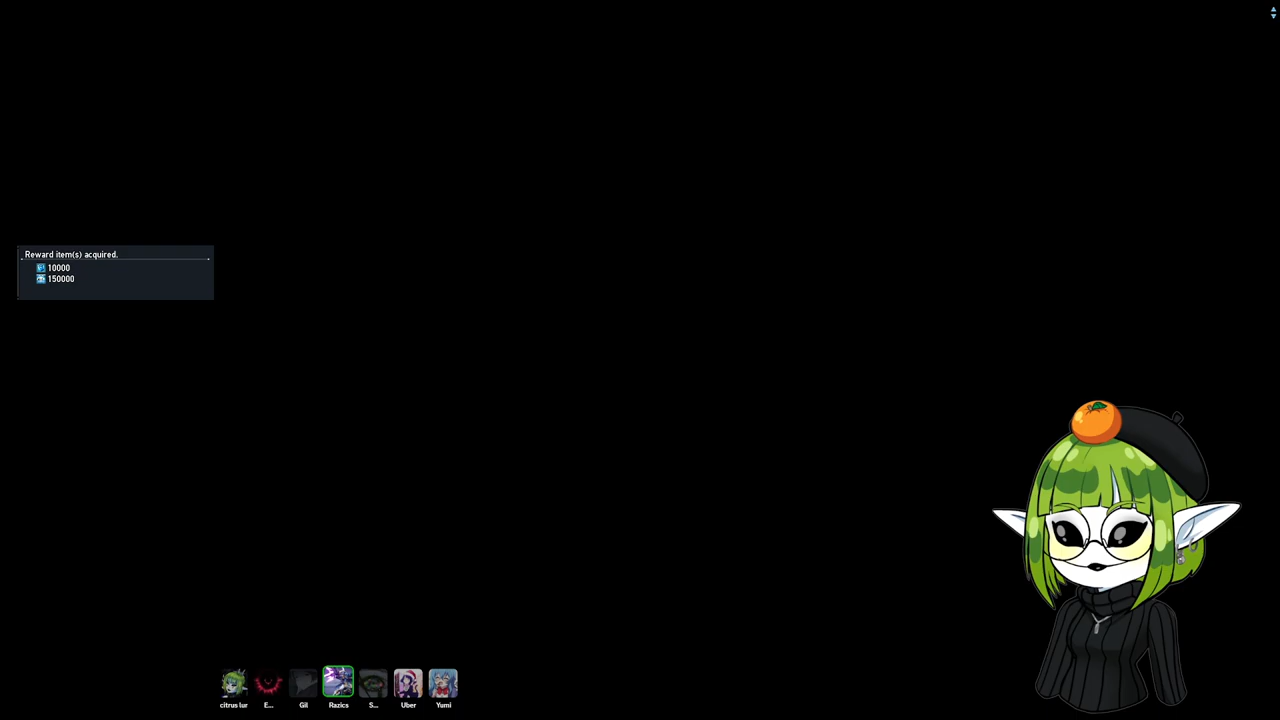 Reward item(s) acquired.
10000
150000
citrus lur
E...
Gil
Razics
S...
Uber
Yumi